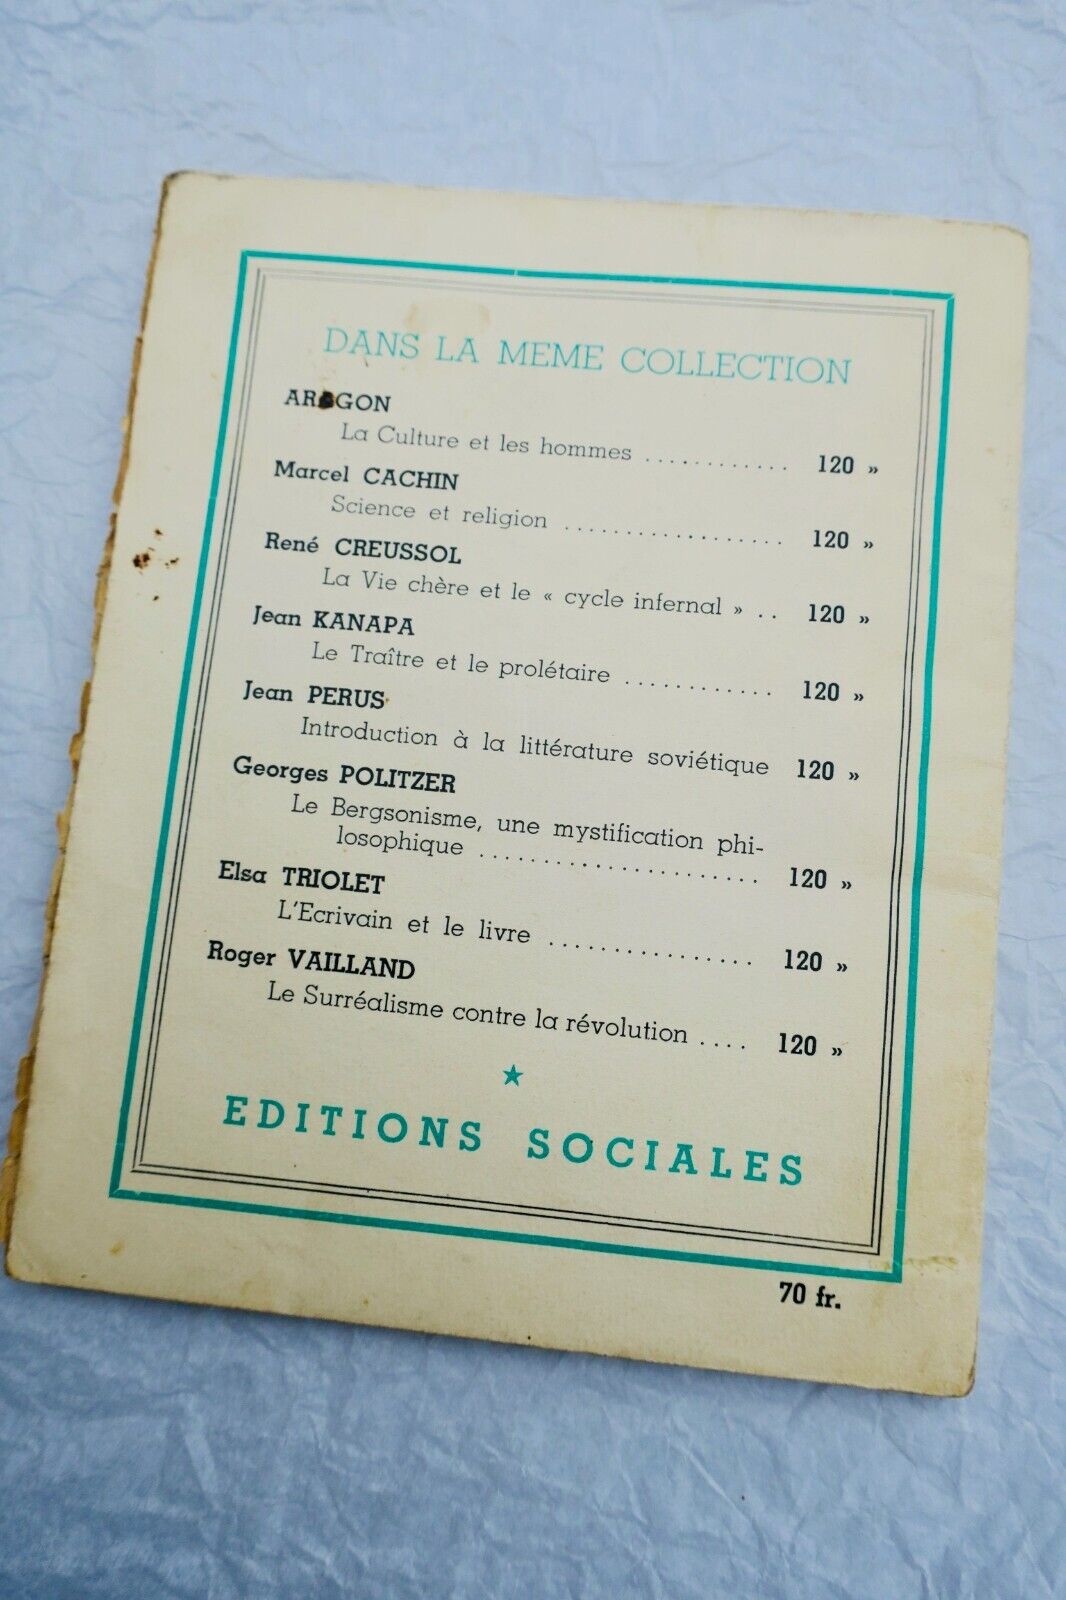 DANS LA MEME COLLECTION
ARAGON
La Culture et les hommes ............ 120 »
Marcel CACHIN
Science et religion .................. 120 »
René CREUSSOL
La Vie chère et le « cycle infernal » .. 120 »
Jean KANAPA
Le Traître et le prolétaire ............ 120 »
Jean PERUS
Introduction à la littérature soviétique 120 »
Georges POLITZER
Le Bergsonisme, une mystification phi-
losophique ...................... 120 »
Elsa TRIOLET
L'Ecrivain et le livre ................ 120 »
Roger VAILLAND
Le Surréalisme contre la révolution .... 120 »
★
EDITIONS SOCIALES
70 fr.